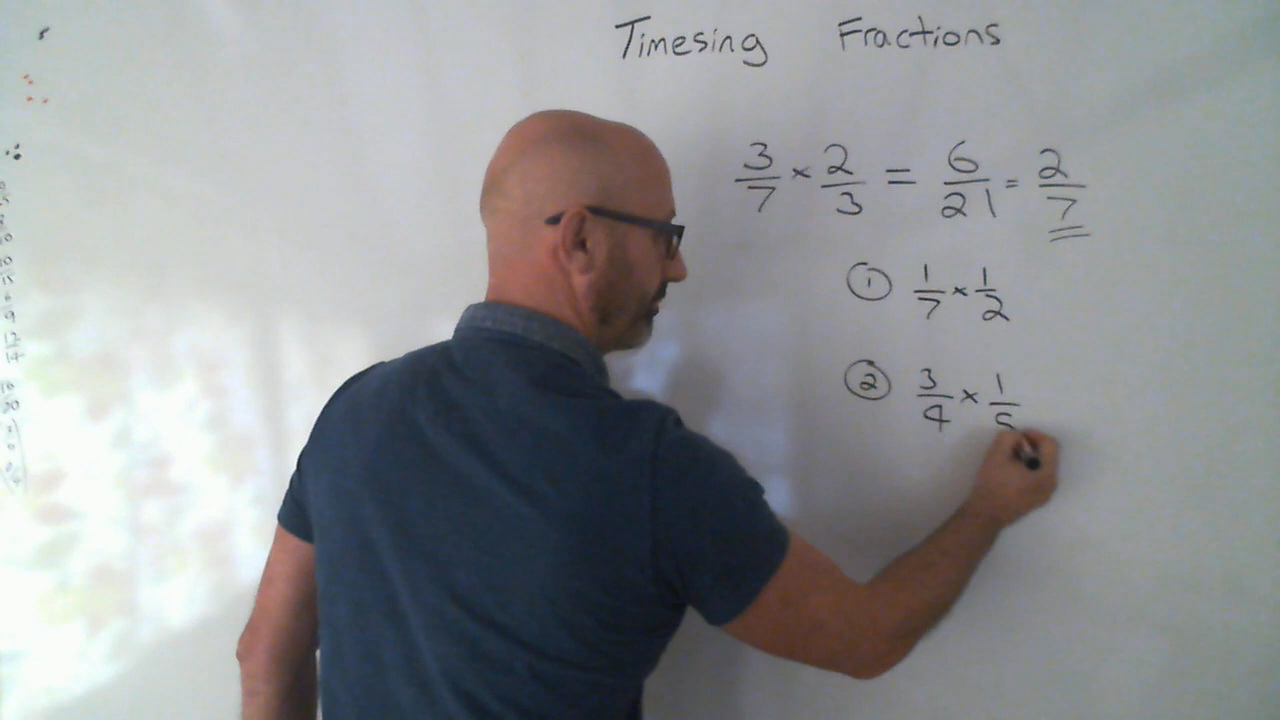 Timesing Fractions
3/7 × 2/3 = 6/21 = 2/7
① 1/7 × 1/2
② 3/4 × 1/